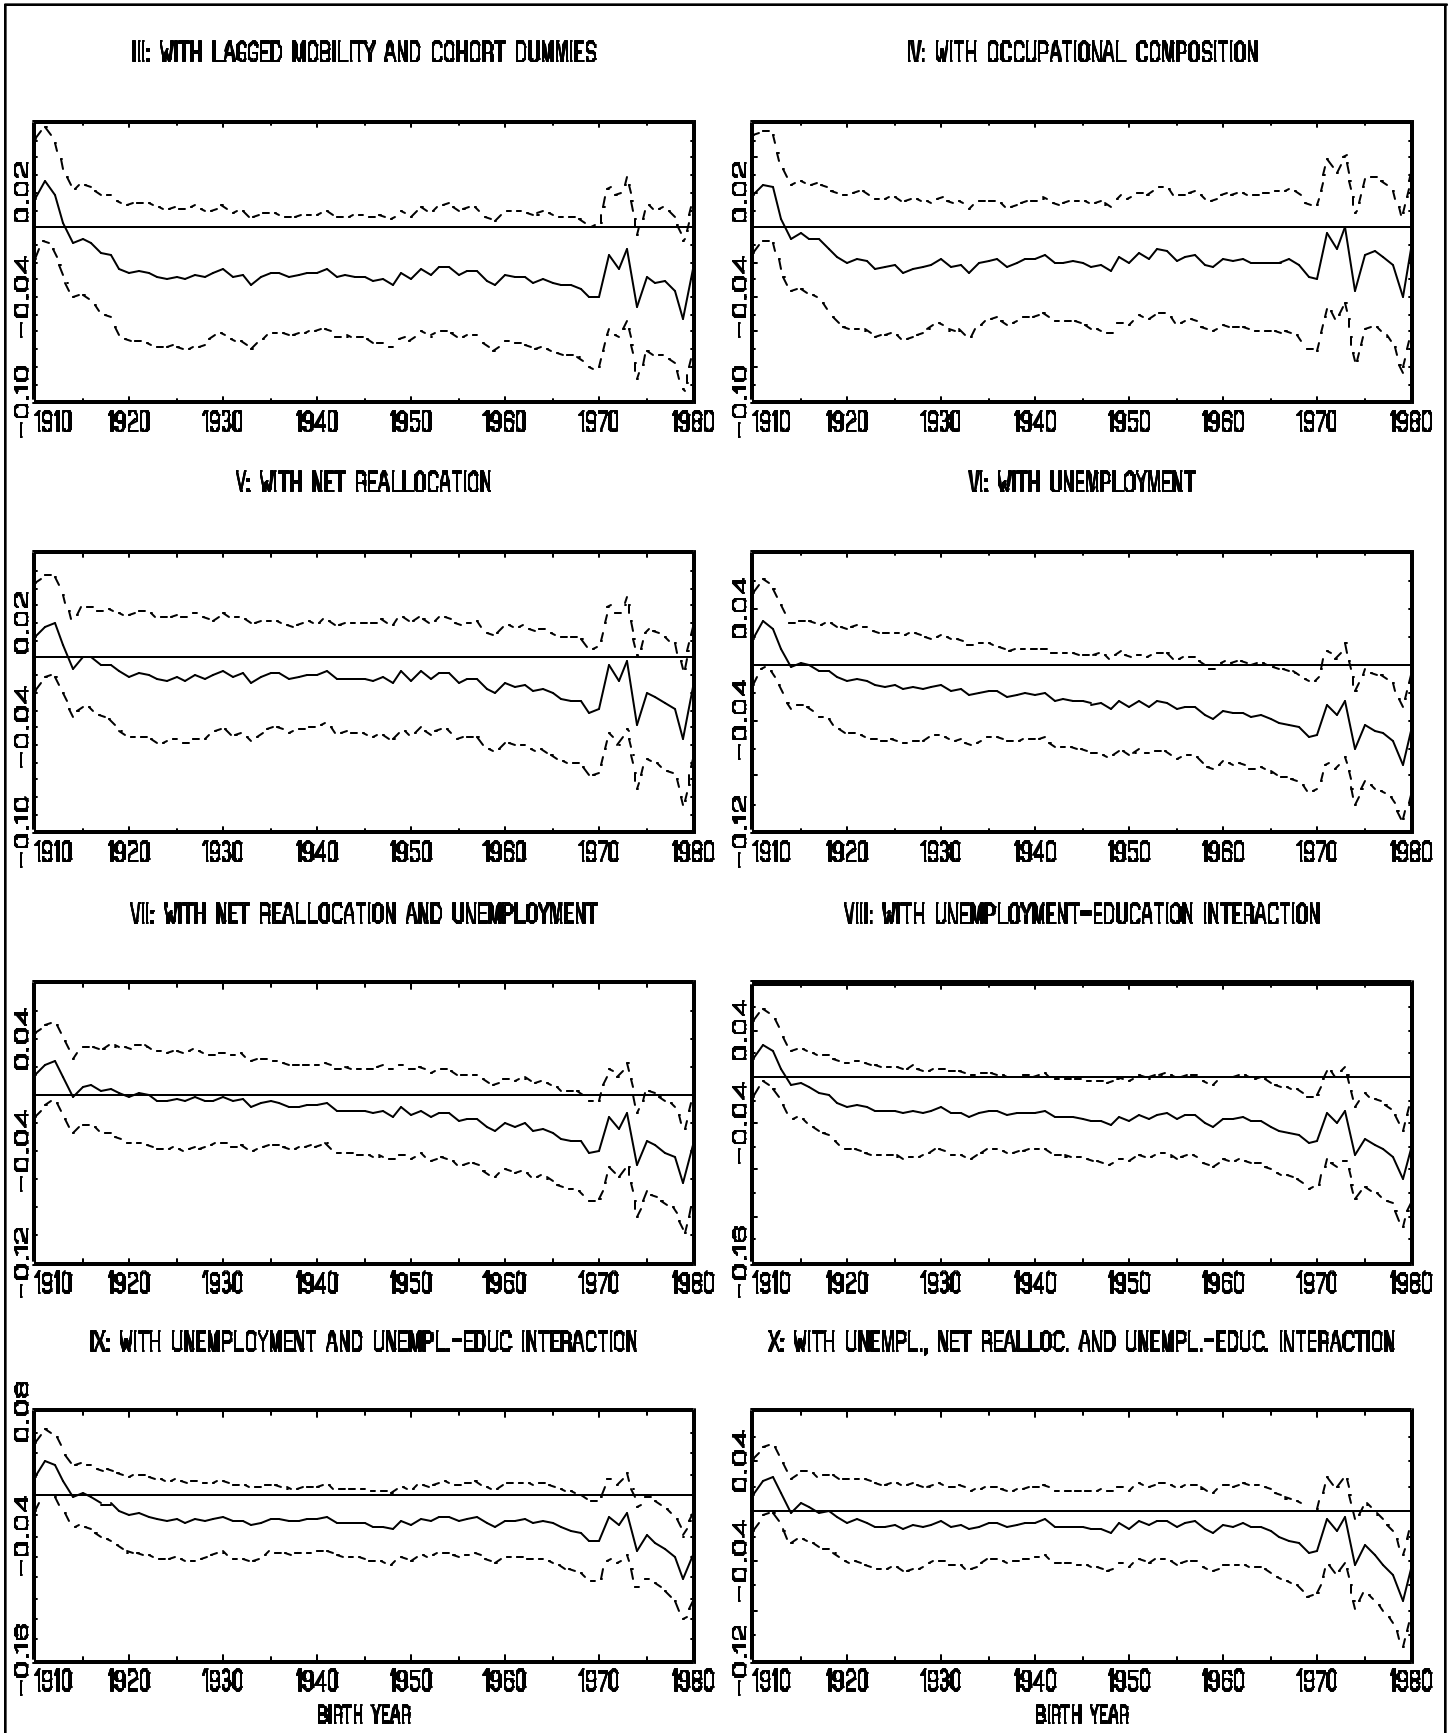 III: WITH LAGGED MOBILITY AND COHORT DUMMIES
0.02
-0.04
-0.10
1910 1920 1930 1940 1950 1960 1970 1980
IV: WITH OCCUPATIONAL COMPOSITION
0.02
-0.04
-0.10
1910 1920 1930 1940 1950 1960 1970 1980
V: WITH NET REALLOCATION
0.02
-0.04
-0.10
1910 1920 1930 1940 1950 1960 1970 1980
VI: WITH UNEMPLOYMENT
0.04
-0.04
-0.12
1910 1920 1930 1940 1950 1960 1970 1980
VII: WITH NET REALLOCATION AND UNEMPLOYMENT
0.04
-0.04
-0.12
1910 1920 1930 1940 1950 1960 1970 1980
VIII: WITH UNEMPLOYMENT-EDUCATION INTERACTION
0.04
-0.04
-0.16
1910 1920 1930 1940 1950 1960 1970 1980
IX: WITH UNEMPLOYMENT AND UNEMPL.-EDUC INTERACTION
0.08
-0.04
-0.16
1910 1920 1930 1940 1950 1960 1970 1980
BIRTH YEAR
X: WITH UNEMPL., NET REALLOC. AND UNEMPL.-EDUC. INTERACTION
0.04
-0.04
-0.12
1910 1920 1930 1940 1950 1960 1970 1980
BIRTH YEAR